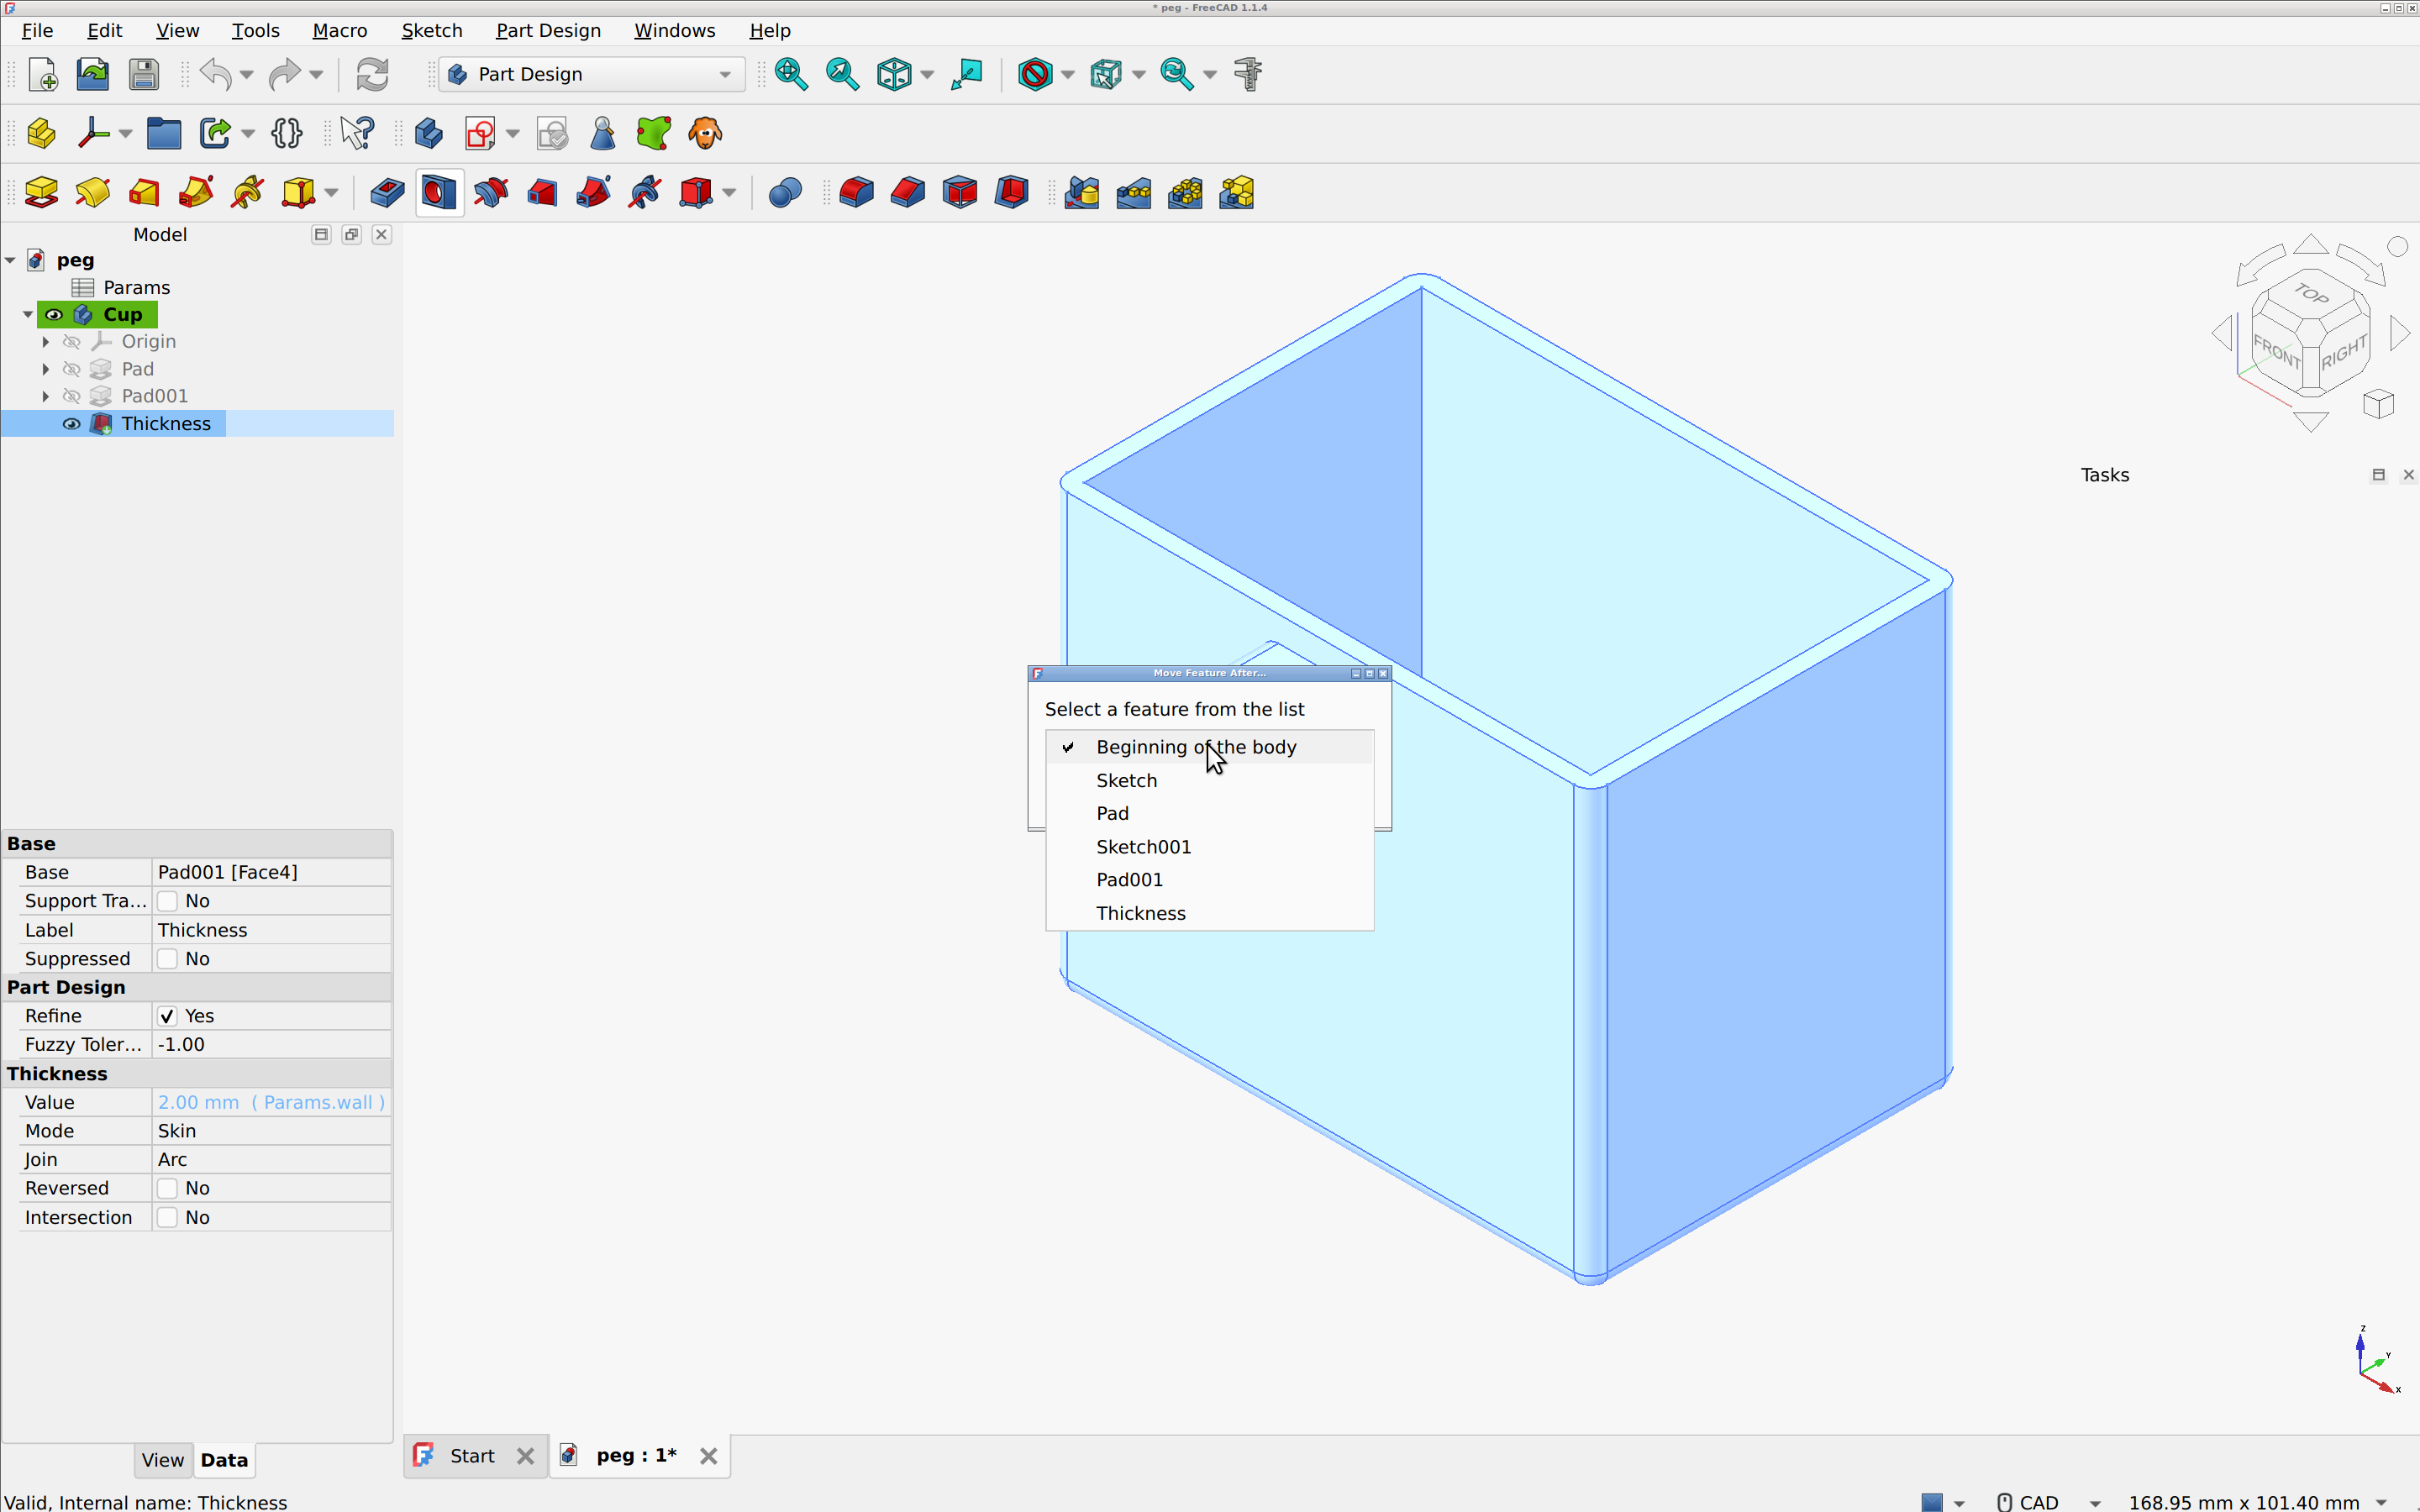 * peg - FreeCAD 1.1.4
File Edit View Tools Macro Sketch Part Design Windows Help
Part Design
Model
peg
Params
Cup
Origin
Pad
Pad001
Thickness
TOP
FRONT
RIGHT
Tasks
Move Feature After...
Select a feature from the list
Beginning of the body
Sketch
Pad
Sketch001
Pad001
Thickness
Base
Base Pad001 [Face4]
Support Tra... No
Label Thickness
Suppressed No
Part Design
Refine Yes
Fuzzy Toler... -1.00
Thickness
Value 2.00 mm ( Params.wall )
Mode Skin
Join Arc
Reversed No
Intersection No
Z
Y
X
View Data
Start
peg : 1*
Valid, Internal name: Thickness
CAD
168.95 mm x 101.40 mm